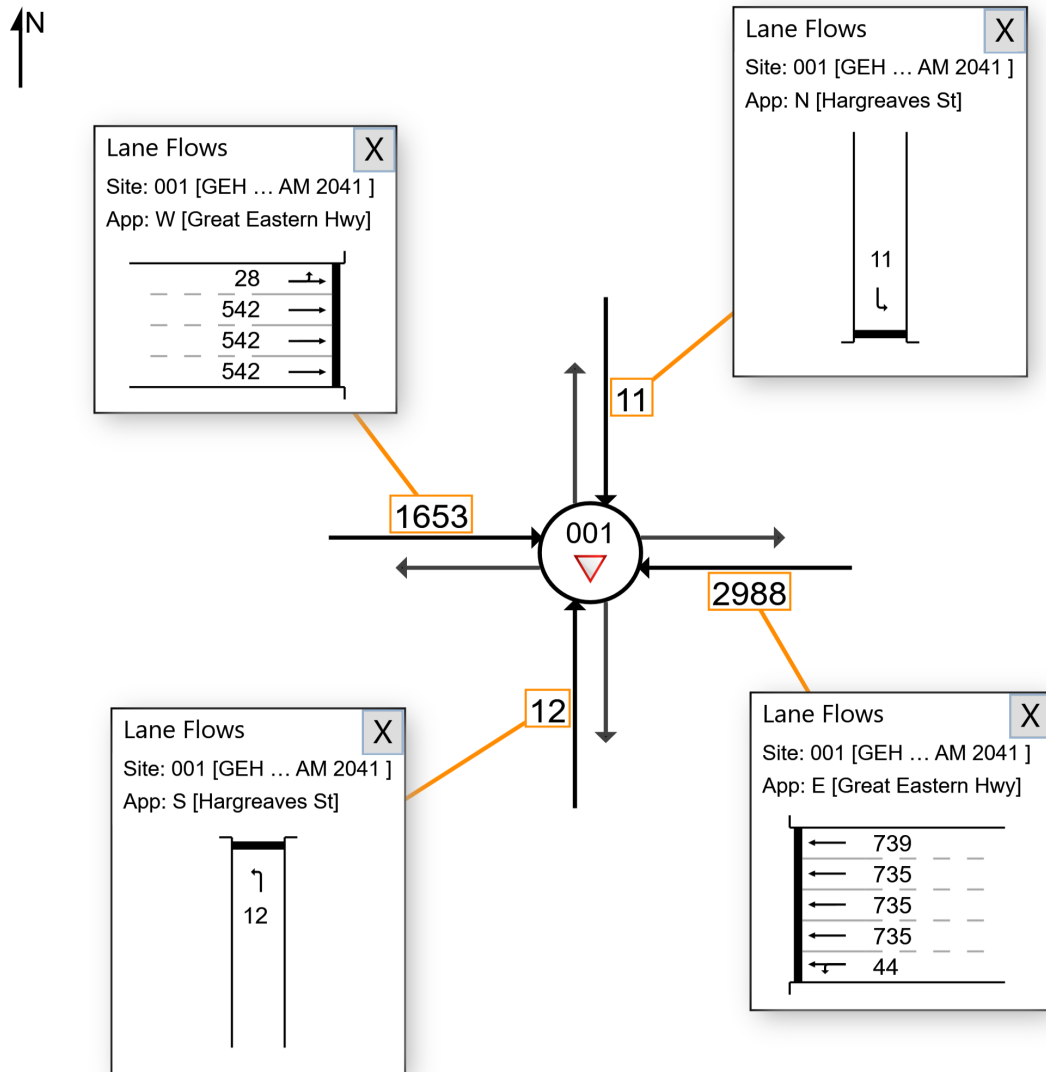 N
Lane Flows X
Site: 001 [GEH ... AM 2041 ]
App: N [Hargreaves St]
11
Lane Flows X
Site: 001 [GEH ... AM 2041 ]
App: W [Great Eastern Hwy]
28
542
542
542
11
1653
001
2988
12
Lane Flows X
Site: 001 [GEH ... AM 2041 ]
App: S [Hargreaves St]
12
Lane Flows X
Site: 001 [GEH ... AM 2041 ]
App: E [Great Eastern Hwy]
739
735
735
735
44